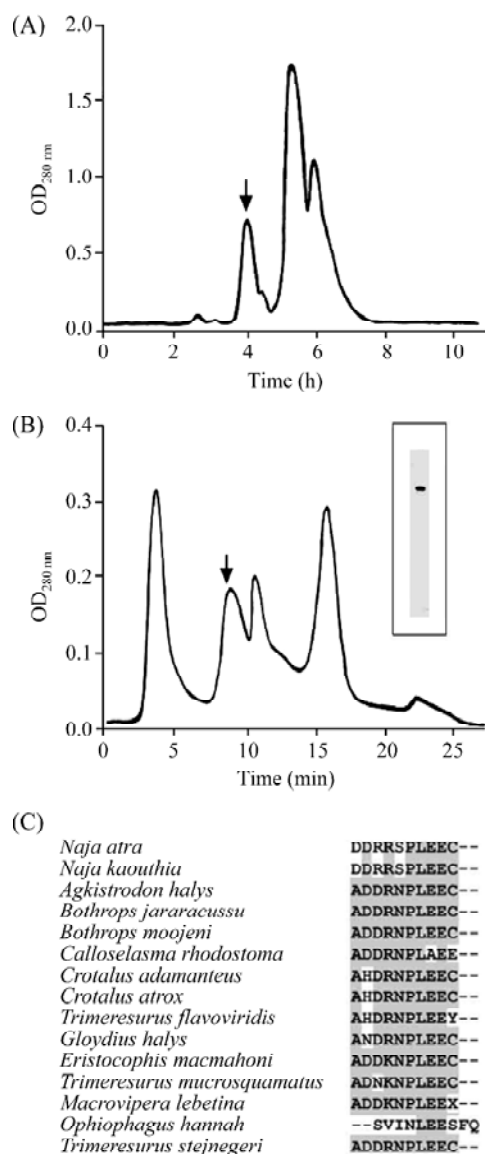 (A)
2.0
1.5
1.0
0.5
0.0
OD280 nm
0 2 4 6 8 10
Time (h)
(B)
0.4
0.3
0.2
0.1
0.0
OD280 nm
0 5 10 15 20 25
Time (min)
(C)
Naja atra DDRRSPLEEC--
Naja kaouthia DDRRSPLEEC--
Agkistrodon halys ADDRNPLEEC--
Bothrops jararacussu ADDRNPLEEC--
Bothrops moojeni ADDRNPLEEC--
Calloselasma rhodostoma ADDRNPLAEE--
Crotalus adamanteus AHDRNPLEEC--
Crotalus atrox AHDRNPLEEC--
Trimeresurus flavoviridis AHDRNPLEEY--
Gloydius halys ANDRNPLEEC--
Eristocophis macmahoni ADDKNPLEEC--
Trimeresurus mucrosquamatus ADNKNPLEEC--
Macrovipera lebetina ADDKNPLEEX--
Ophiophagus hannah --SVINLEESFQ
Trimeresurus stejnegeri ADDRNPLEEC--